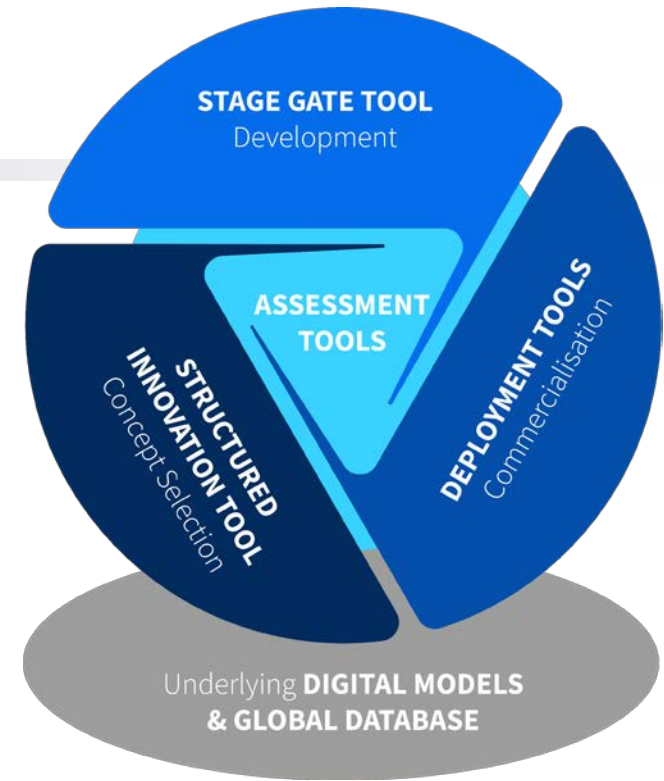 STAGE GATE TOOL
Development
ASSESSMENT
TOOLS
DEPLOYMENT TOOLS
Commercialisation
STRUCTURED
INNOVATION TOOL
Concept Selection
Underlying DIGITAL MODELS
& GLOBAL DATABASE